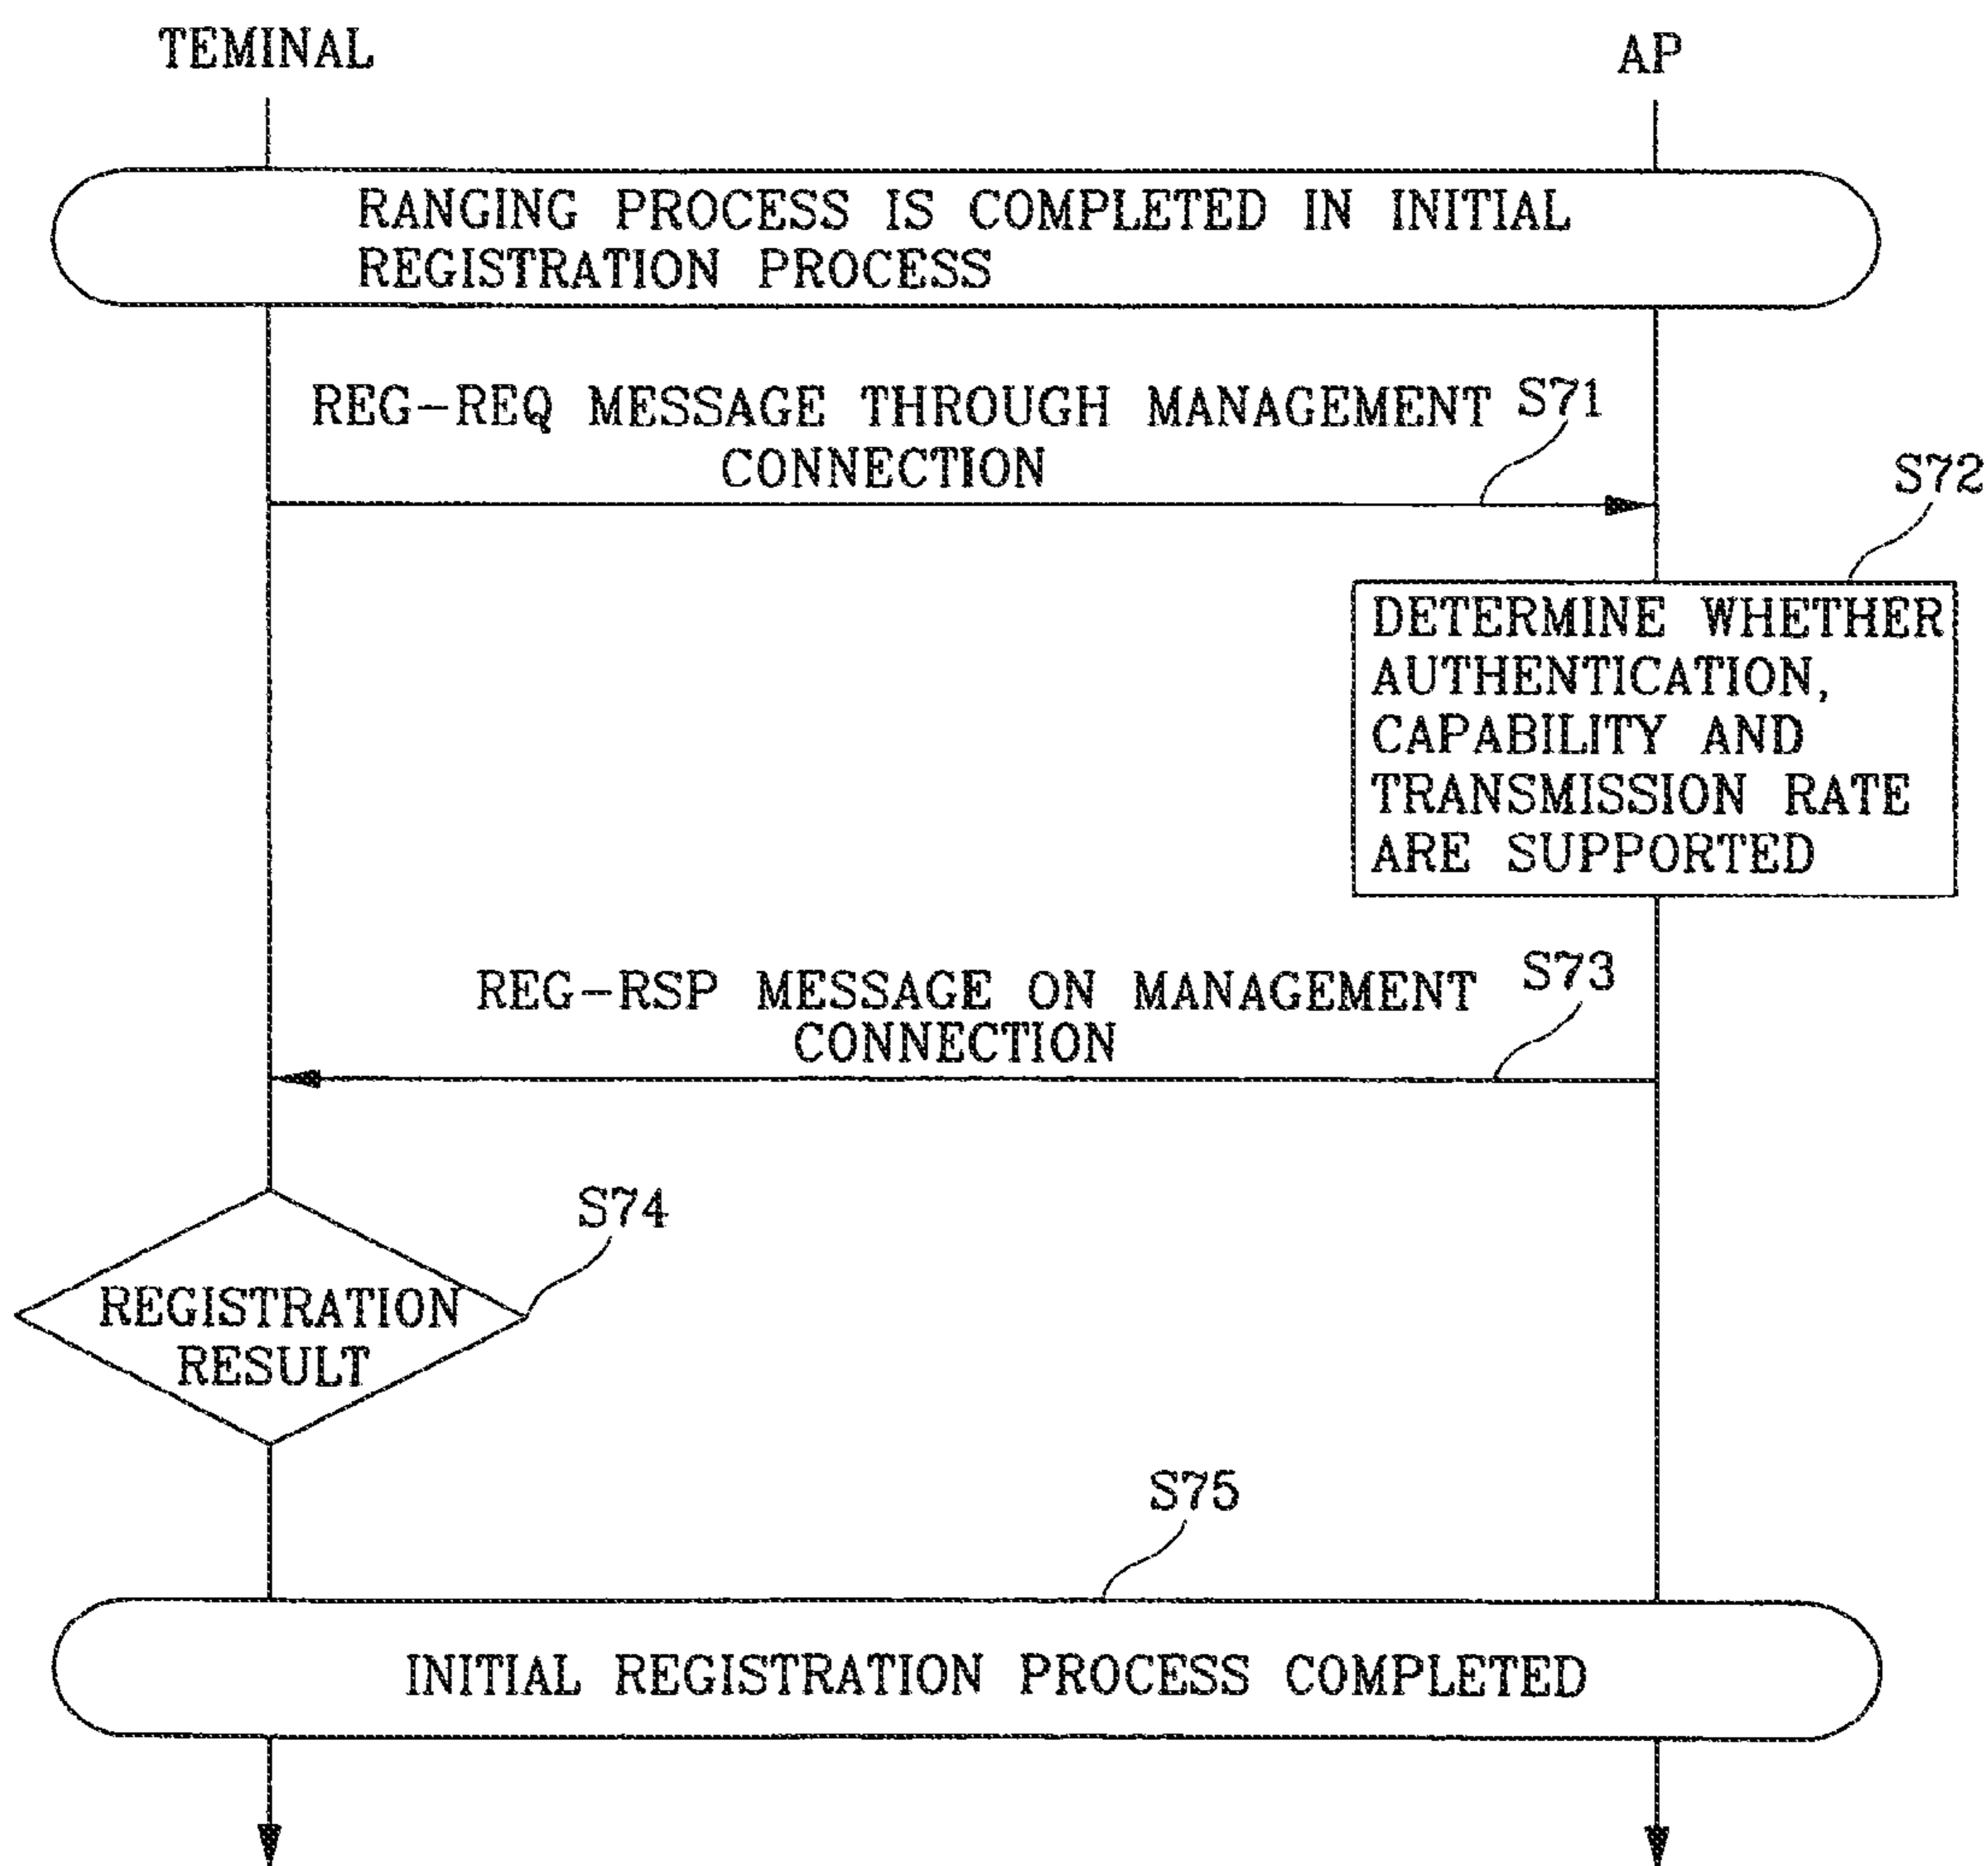 TEMINAL
AP
RANGING PROCESS IS COMPLETED IN INITIAL
REGISTRATION PROCESS
REG-REQ MESSAGE THROUGH MANAGEMENT
CONNECTION
S71
S72
DETERMINE WHETHER
AUTHENTICATION,
CAPABILITY AND
TRANSMISSION RATE
ARE SUPPORTED
REG-RSP MESSAGE ON MANAGEMENT
CONNECTION
S73
S74
REGISTRATION
RESULT
S75
INITIAL REGISTRATION PROCESS COMPLETED